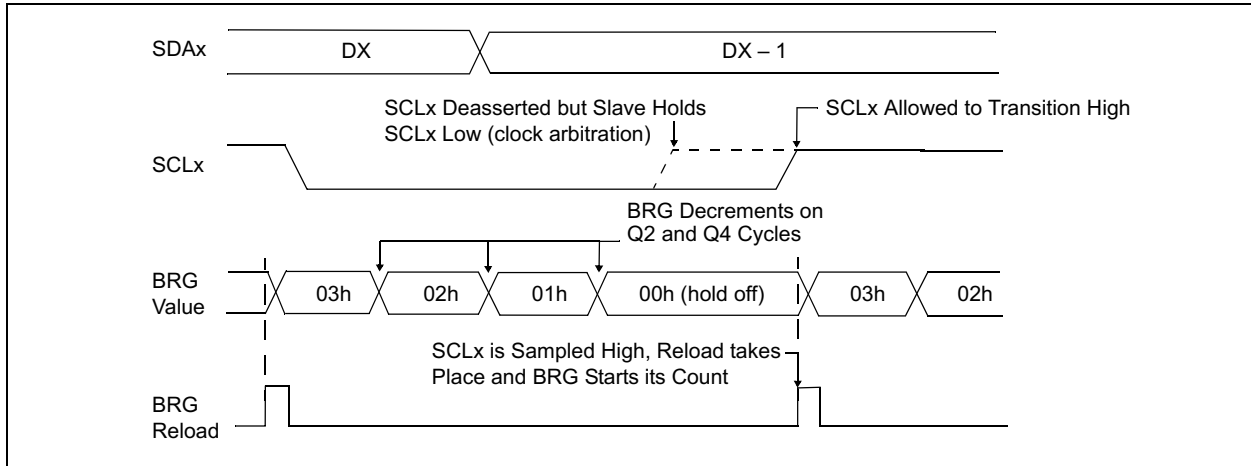 SDAx
DX
DX – 1
SCLx Deasserted but Slave Holds
SCLx Low (clock arbitration)
SCLx Allowed to Transition High
SCLx
BRG Decrements on
Q2 and Q4 Cycles
BRG
Value
03h
02h
01h
00h (hold off)
03h
02h
SCLx is Sampled High, Reload takes
Place and BRG Starts its Count
BRG
Reload